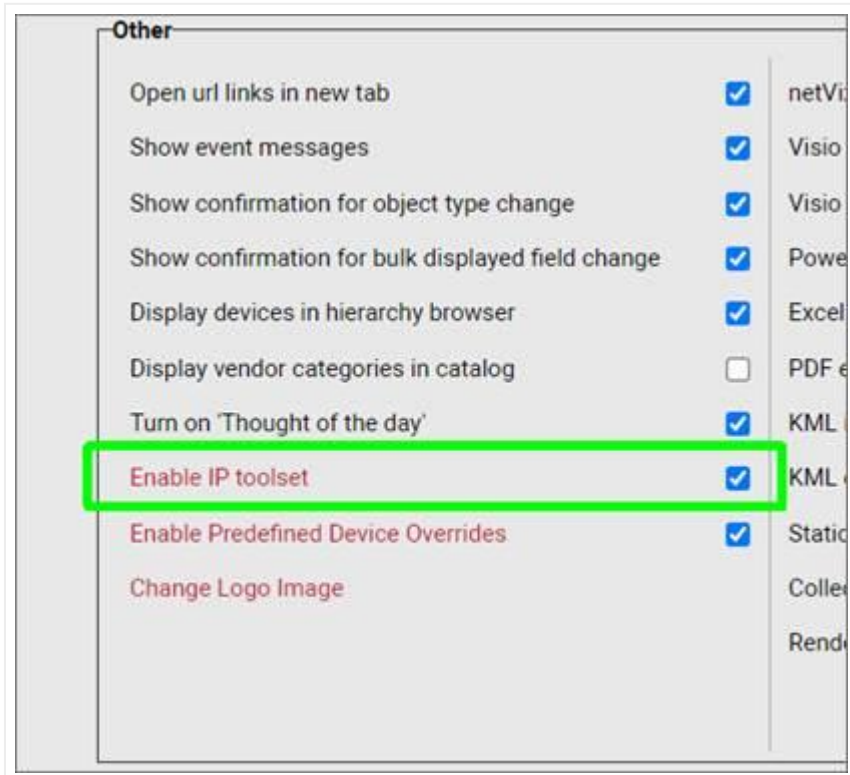 Other
Open url links in new tab
Show event messages
Show confirmation for object type change
Show confirmation for bulk displayed field change
Display devices in hierarchy browser
Display vendor categories in catalog
Turn on 'Thought of the day'
Enable IP toolset
Enable Predefined Device Overrides
Change Logo Image
Visio
Visio
Excel
PDF
KML
KML